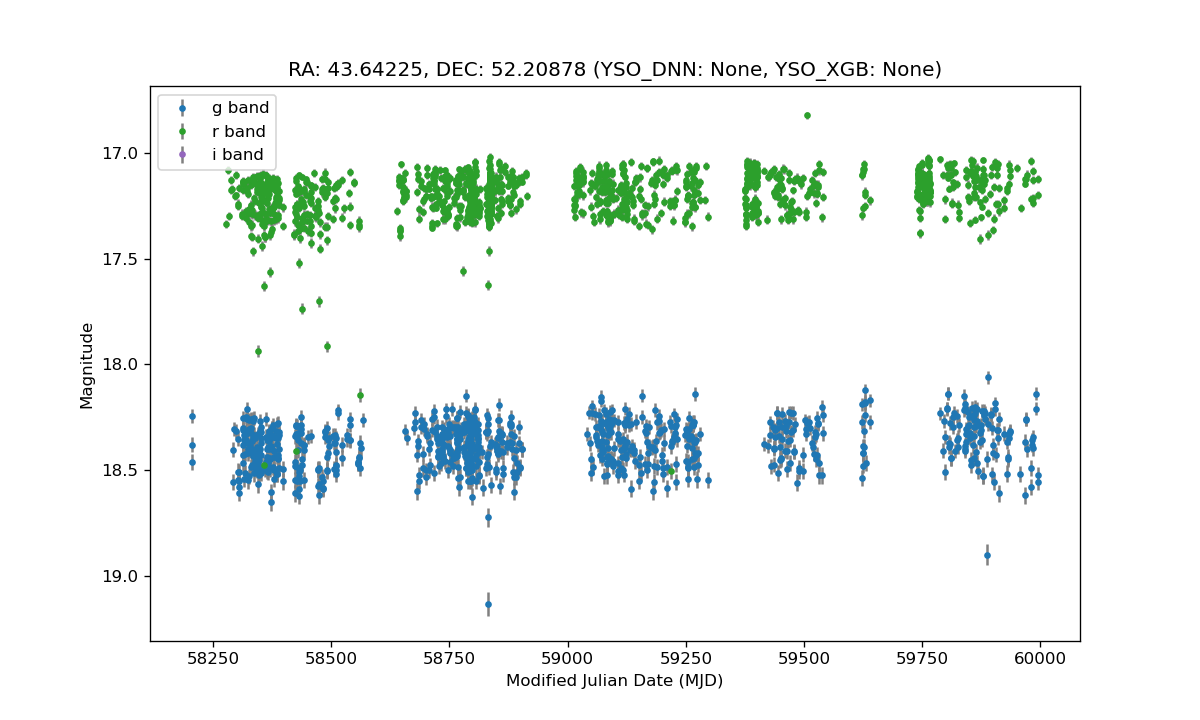 RA: 43.64225, DEC: 52.20878 (YSO_DNN: None, YSO_XGB: None)
g band
r band
i band
17.0
17.5
18.0
18.5
19.0
Magnitude
58250 58500 58750 59000 59250 59500 59750 60000
Modified Julian Date (MJD)